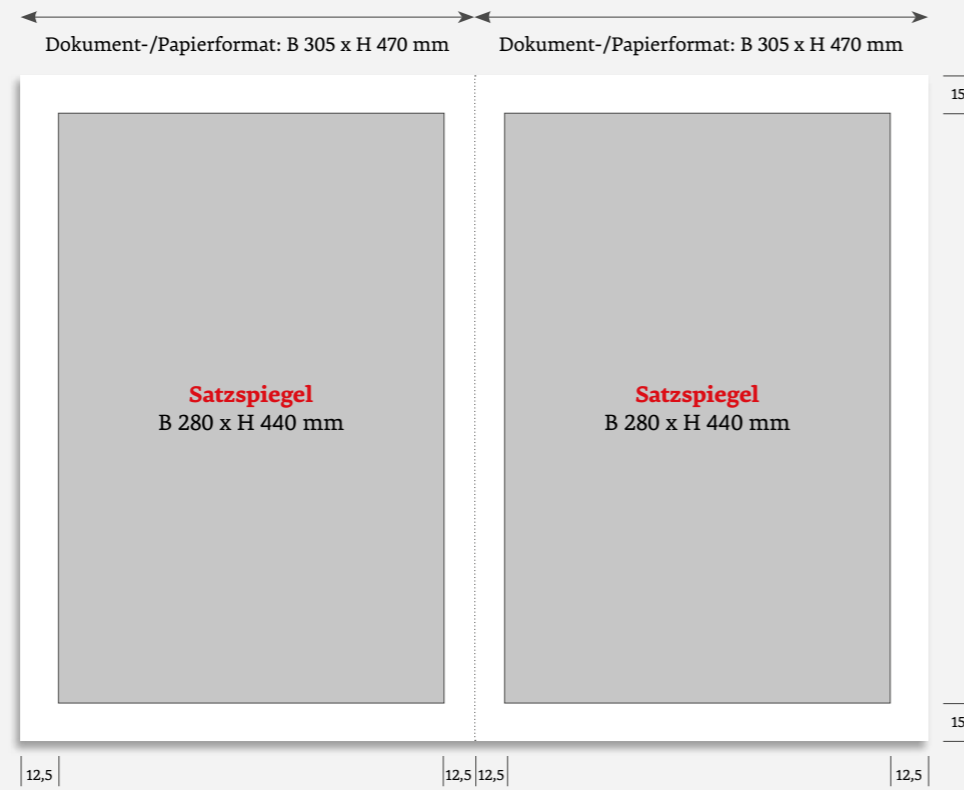 Dokument-/Papierformat: B 305 x H 470 mm
Dokument-/Papierformat: B 305 x H 470 mm
15
Satzspiegel
B 280 x H 440 mm
Satzspiegel
B 280 x H 440 mm
15
12,5
12,5
12,5
12,5